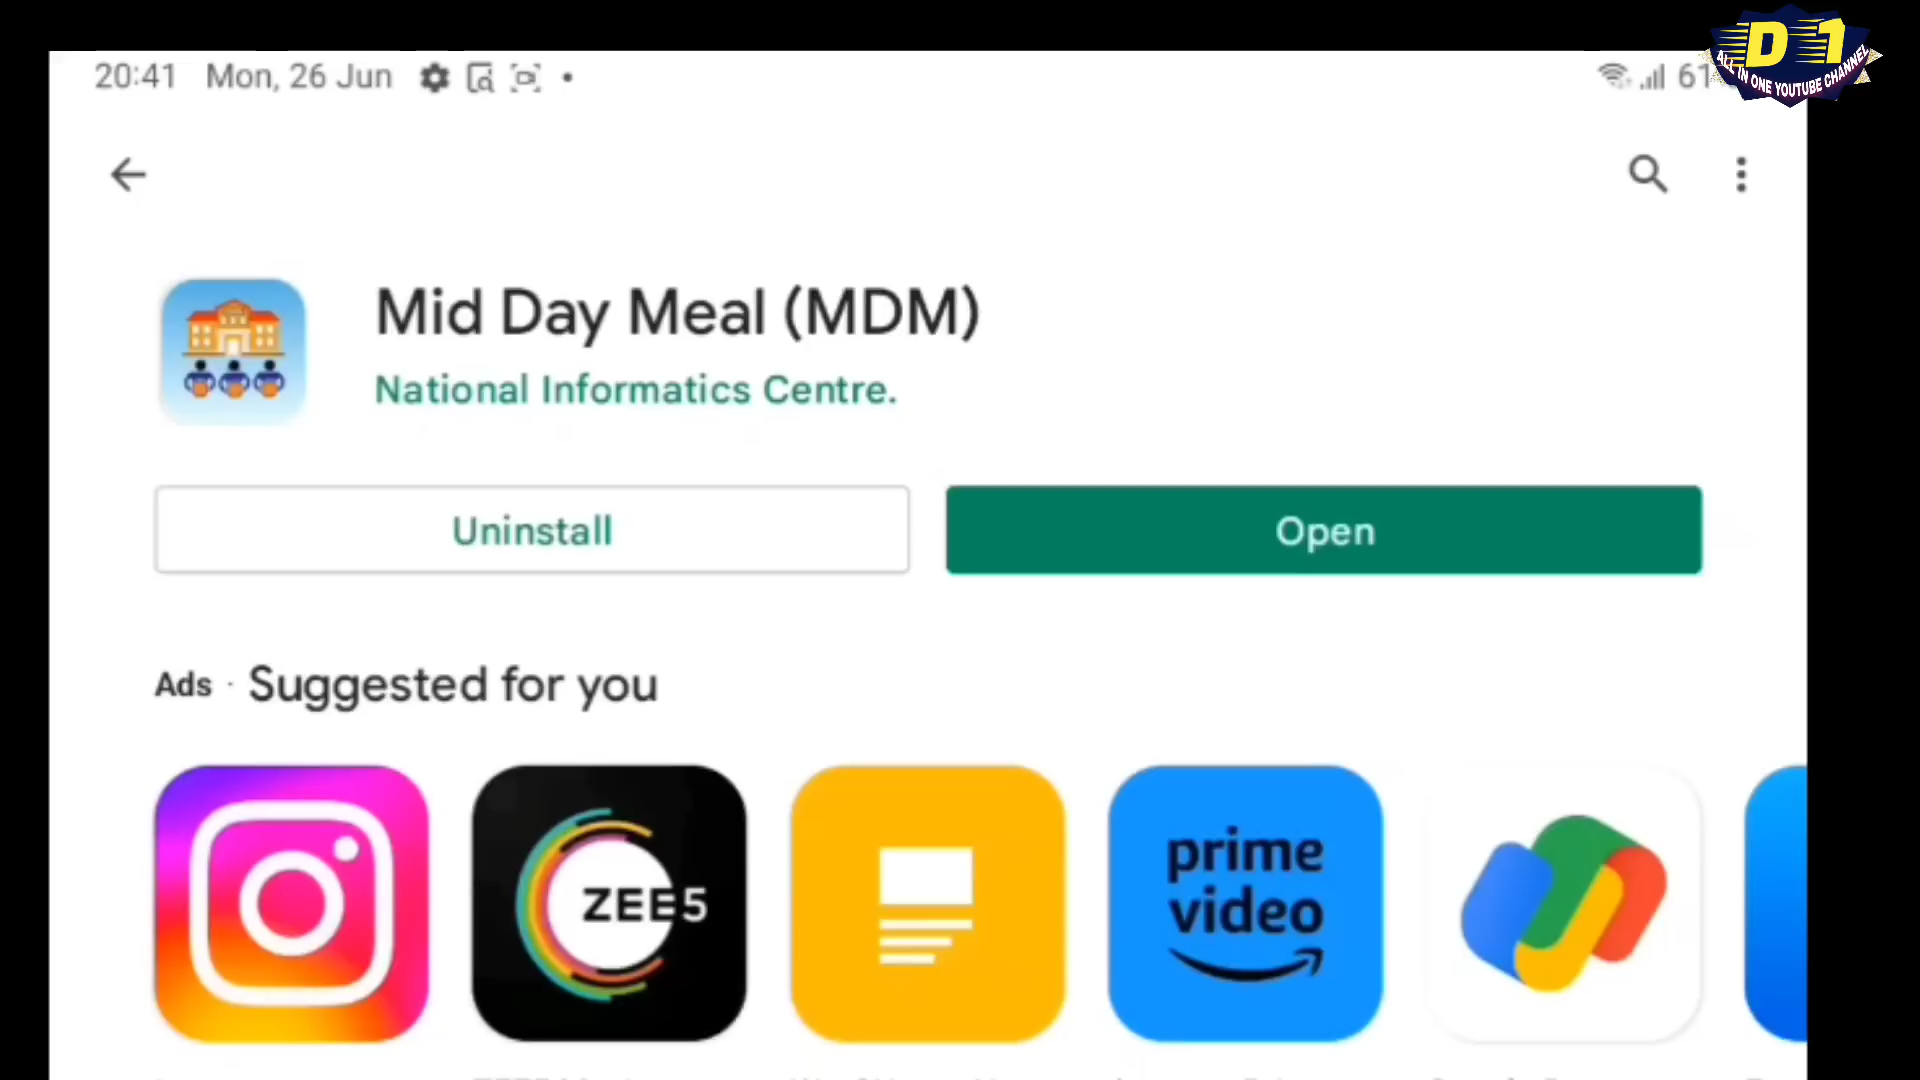 20:41 Mon, 26 Jun
61
D 1
ALL IN ONE YOUTUBE CHANNEL
Mid Day Meal (MDM)
National Informatics Centre.
Uninstall
Open
Ads · Suggested for you
ZEE5
prime
video